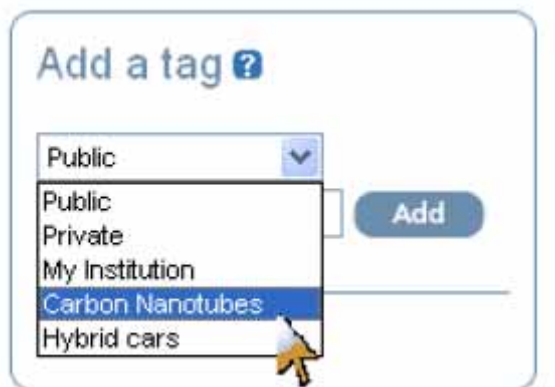 Add a tag ?
Public
Public
Private
My Institution
Carbon Nanotubes
Hybrid cars
Add